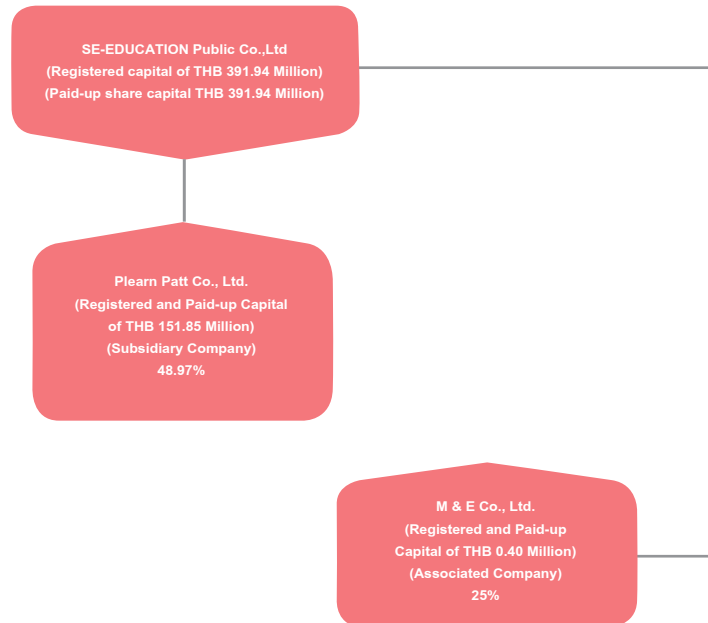 SE-EDUCATION Public Co.,Ltd
(Registered capital of THB 391.94 Million)
(Paid-up share capital THB 391.94 Million)
Plearn Patt Co., Ltd.
(Registered and Paid-up Capital
of THB 151.85 Million)
(Subsidiary Company)
48.97%
M & E Co., Ltd.
(Registered and Paid-up
Capital of THB 0.40 Million)
(Associated Company)
25%